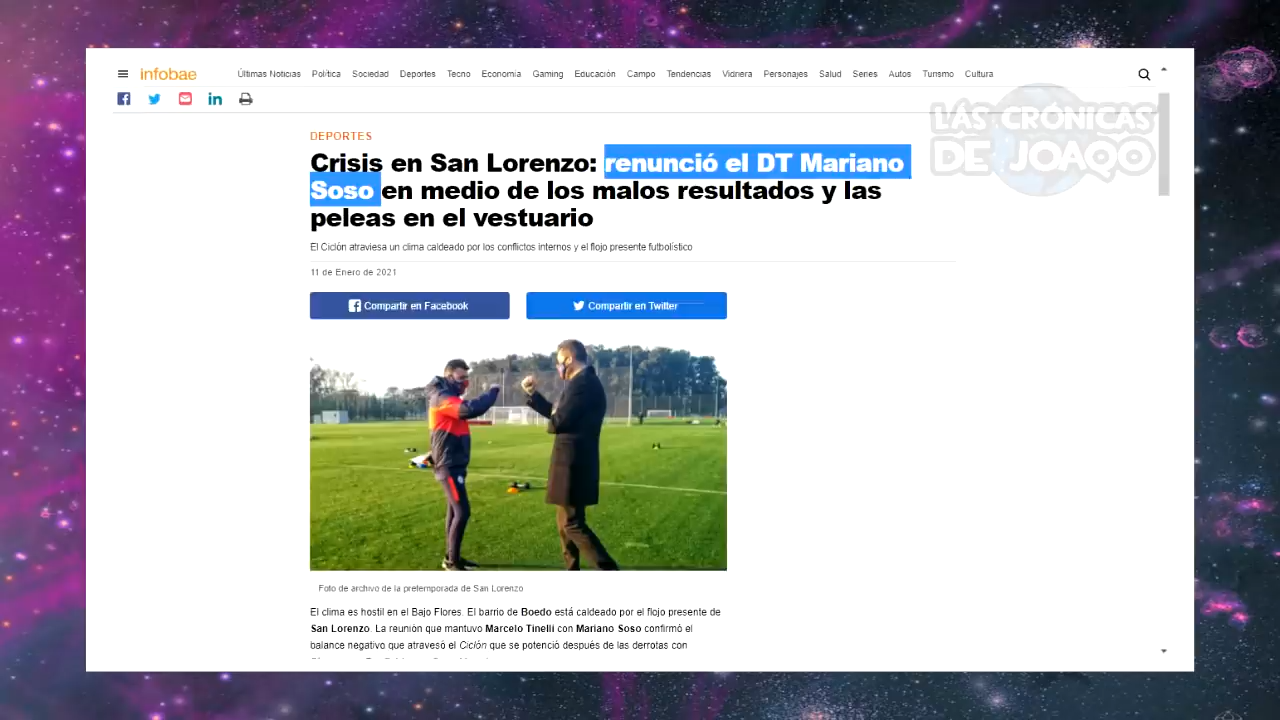 infobae
Últimas Noticias Política Sociedad Deportes Tecno Economía Gaming Educación Campo Tendencias Vidriera Personajes Salud Series Autos Turismo Cultura
LAS CRÓNICAS
DE JOAQO
DEPORTES
Crisis en San Lorenzo: renunció el DT Mariano
Soso en medio de los malos resultados y las
peleas en el vestuario
El Ciclón atraviesa un clima caldeado por los conflictos internos y el flojo presente futbolístico
11 de Enero de 2021
Compartir en Facebook Compartir en Twitter
Foto de archivo de la pretemporada de San Lorenzo
El clima es hostil en el Bajo Flores. El barrio de Boedo está caldeado por el flojo presente de
San Lorenzo. La reunión que mantuvo Marcelo Tinelli con Mariano Soso confirmó el
balance negativo que atravesó el Ciclón que se potenció después de las derrotas con